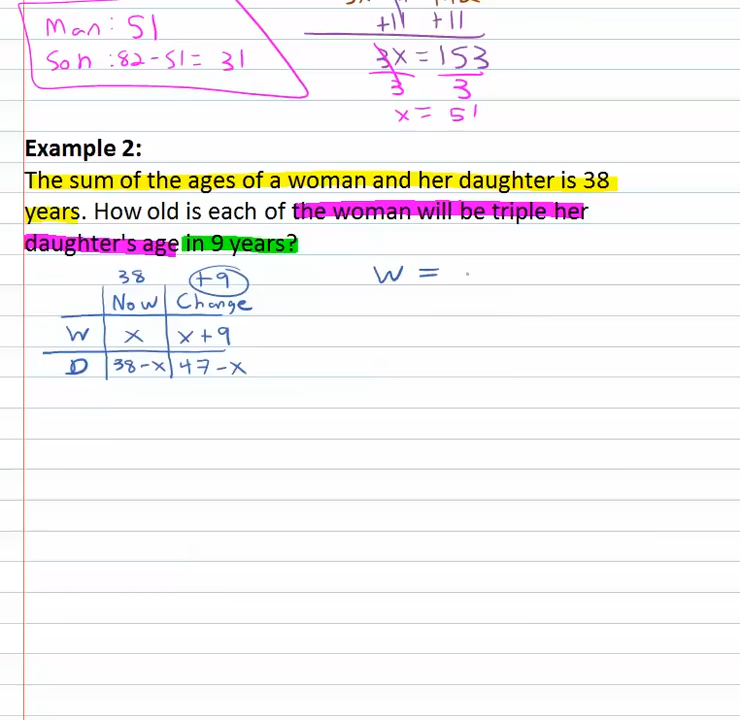 +11 +11
Man: 51
3x = 153
Son: 82-51= 31
3 3
x = 51
Example 2:
The sum of the ages of a woman and her daughter is 38
years. How old is each of the woman will be triple her
daughter's age in 9 years?
38 +9 W =
Now Change
W x x+9
D 38-x 47-x